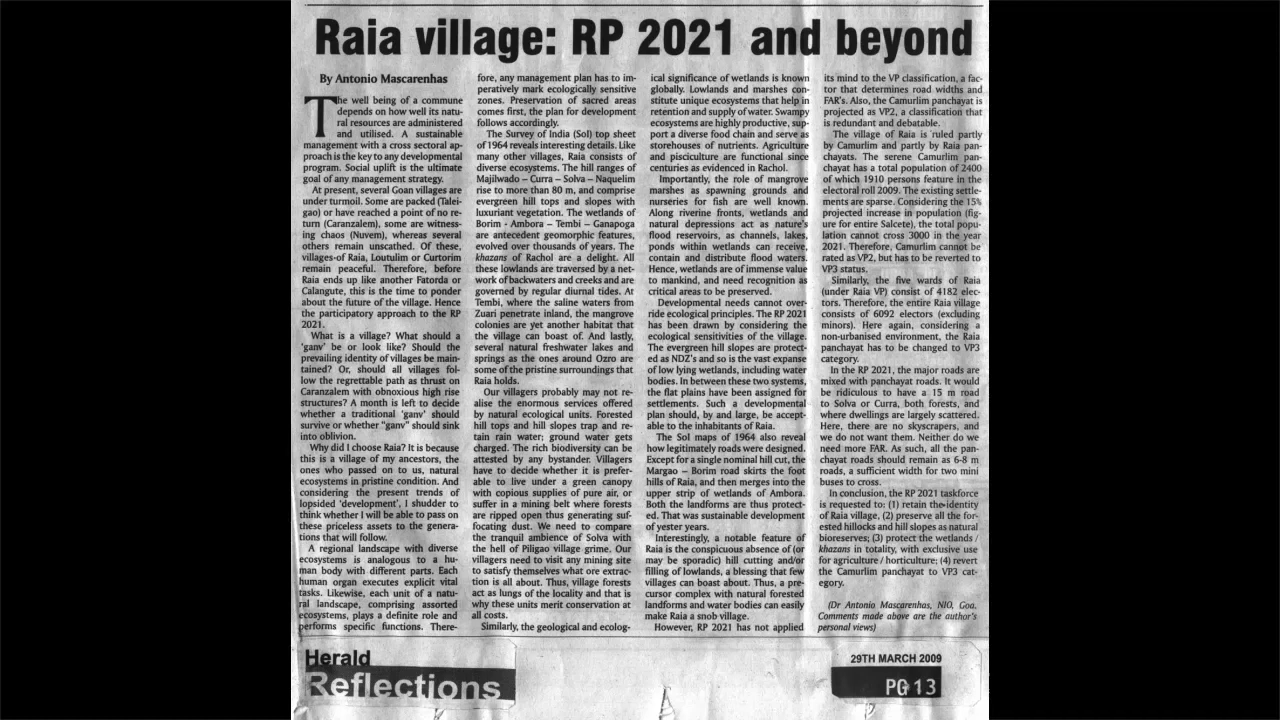 Raia village: RP 2021 and beyond
By Antonio Mascarenhas
The well being of a commune
depends on how well its natu-
ral resources are administered
and utilised. A sustainable
management with a cross sectoral ap-
proach is the key to any developmental
program. Social uplift is the ultimate
goal of any management strategy.
At present, several Goan villages are
under turmoil. Some are packed (Talei-
gao) or have reached a point of no re-
turn (Caranzalem), some are witness-
ing chaos (Nuvem), whereas several
others remain unscathed. Of these,
villages-of Raia, Loutulim or Curtorim
remain peaceful. Therefore, before
Raia ends up like another Fatorda or
Calangute, this is the time to ponder
about the future of the village. Hence
the participatory approach to the RP
2021.
What is a village? What should a
'ganv' be or look like? Should the
prevailing identity of villages be main-
tained? Or, should all villages fol-
low the regrettable path as thrust on
Caranzalem with obnoxious high rise
structures? A month is left to decide
whether a traditional 'ganv' should
survive or whether "ganv" should sink
into oblivion.
Why did I choose Raia? It is because
this is a village of my ancestors, the
ones who passed on to us, natural
ecosystems in pristine condition. And
considering the present trends of
lopsided 'development', I shudder to
think whether I will be able to pass on
these priceless assets to the genera-
tions that will follow.
A regional landscape with diverse
ecosystems is analogous to a hu-
man body with different parts. Each
human organ executes explicit vital
tasks. Likewise, each unit of a natu-
ral landscape, comprising assorted
ecosystems, plays a definite role and
performs specific functions. There-
fore, any management plan has to im-
peratively mark ecologically sensitive
zones. Preservation of sacred areas
comes first, the plan for development
follows accordingly.
The Survey of India (SoI) top sheet
of 1964 reveals interesting details. Like
many other villages, Raia consists of
diverse ecosystems. The hill ranges of
Majilwado – Curra – Solva – Naquelim
rise to more than 80 m, and comprise
evergreen hill tops and slopes with
luxuriant vegetation. The wetlands of
Borim - Ambora – Tembi – Ganapoga
are antecedent geomorphic features,
evolved over thousands of years. The
khazans of Rachol are a delight. All
these lowlands are traversed by a net-
work of backwaters and creeks and are
governed by regular diurnal tides. At
Tembi, where the saline waters from
Zuari penetrate inland, the mangrove
colonies are yet another habitat that
the village can boast of. And lastly,
several natural freshwater lakes and
springs as the ones around Ozro are
some of the pristine surroundings that
Raia holds.
Our villagers probably may not re-
alise the enormous services offered
by natural ecological units. Forested
hill tops and hill slopes trap and re-
tain rain water; ground water gets
charged. The rich biodiversity can be
attested by any bystander. Villagers
have to decide whether it is prefer-
able to live under a green canopy
with copious supplies of pure air, or
suffer in a mining belt where forests
are ripped open thus generating suf-
focating dust. We need to compare
the tranquil ambience of Solva with
the hell of Piligao village grime. Our
villagers need to visit any mining site
to satisfy themselves what ore extrac-
tion is all about. Thus, village forests
act as lungs of the locality and that is
why these units merit conservation at
all costs.
Similarly, the geological and ecolog-
ical significance of wetlands is known
globally. Lowlands and marshes con-
stitute unique ecosystems that help in
retention and supply of water. Swampy
ecosystems are highly productive, sup-
port a diverse food chain and serve as
storehouses of nutrients. Agriculture
and pisciculture are functional since
centuries as evidenced in Rachol.
Importantly, the role of mangrove
marshes as spawning grounds and
nurseries for fish are well known.
Along riverine fronts, wetlands and
natural depressions act as nature's
flood reservoirs, as channels, lakes,
ponds within wetlands can receive,
contain and distribute flood waters.
Hence, wetlands are of immense value
to mankind, and need recognition as
critical areas to be preserved.
Developmental needs cannot over-
ride ecological principles. The RP 2021
has been drawn by considering the
ecological sensitivities of the village.
The evergreen hill slopes are protect-
ed as NDZ's and so is the vast expanse
of low lying wetlands, including water
bodies. In between these two systems,
the flat plains have been assigned for
settlements. Such a developmental
plan should, by and large, be accept-
able to the inhabitants of Raia.
The SoI maps of 1964 also reveal
how legitimately roads were designed.
Except for a single nominal hill cut, the
Margao – Borim road skirts the foot
hills of Raia, and then merges into the
upper strip of wetlands of Ambora.
Both the landforms are thus protect-
ed. That was sustainable development
of yester years.
Interestingly, a notable feature of
Raia is the conspicuous absence of (or
may be sporadic) hill cutting and/or
filling of lowlands, a blessing that few
villages can boast about. Thus, a pre-
cursor complex with natural forested
landforms and water bodies can easily
make Raia a snob village.
However, RP 2021 has not applied
its mind to the VP classification, a fac-
tor that determines road widths and
FAR's. Also, the Camurlim panchayat is
projected as VP2, a classification that
is redundant and debatable.
The village of Raia is ruled partly
by Camurlim and partly by Raia pan-
chayats. The serene Camurlim pan-
chayat has a total population of 2400
of which 1910 persons feature in the
electoral roll 2009. The existing settle-
ments are sparse. Considering the 15%
projected increase in population (fig-
ure for entire Salcete), the total popu-
lation cannot cross 3000 in the year
2021. Therefore, Camurlim cannot be
rated as VP2, but has to be reverted to
VP3 status.
Similarly, the five wards of Raia
(under Raia VP) consist of 4182 elec-
tors. Therefore, the entire Raia village
consists of 6092 electors (excluding
minors). Here again, considering a
non-urbanised environment, the Raia
panchayat has to be changed to VP3
category.
In the RP 2021, the major roads are
mixed with panchayat roads. It would
be ridiculous to have a 15 m road
to Solva or Curra, both forests, and
where dwellings are largely scattered.
Here, there are no skyscrapers, and
we do not want them. Neither do we
need more FAR. As such, all the pan-
chayat roads should remain as 6-8 m
roads, a sufficient width for two mini
buses to cross.
In conclusion, the RP 2021 taskforce
is requested to: (1) retain the identity
of Raia village, (2) preserve all the for-
ested hillocks and hill slopes as natural
bioreserves; (3) protect the wetlands /
khazans in totality, with exclusive use
for agriculture / horticulture; (4) revert
the Camurlim panchayat to VP3 cat-
egory.
(Dr Antonio Mascarenhas, NIO, Goa.
Comments made above are the author's
personal views)
Herald
Reflections
29TH MARCH 2009
PG 13